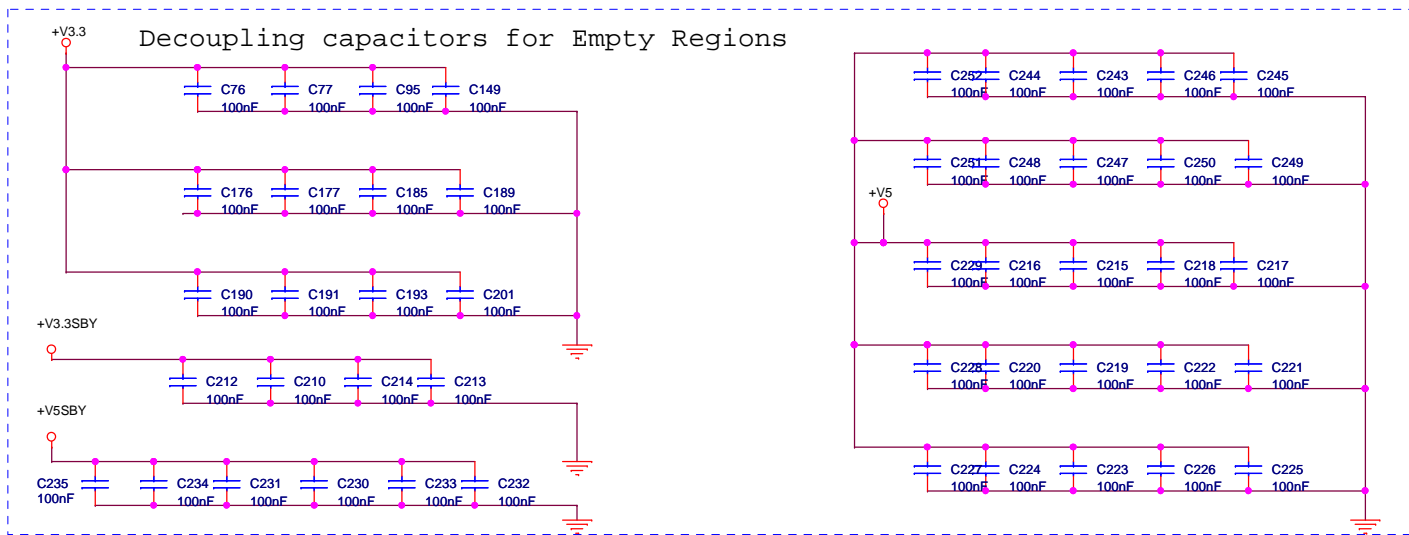 +V3.3
Decoupling capacitors for Empty Regions
C76 C77 C95 C149
100nF 100nF 100nF 100nF
C176 C177 C185 C189
100nF 100nF 100nF 100nF
C190 C191 C193 C201
100nF 100nF 100nF 100nF
+V3.3SBY
C212 C210 C214 C213
100nF 100nF 100nF 100nF
+V5SBY
C235 C234 C231 C230 C233 C232
100nF 100nF 100nF 100nF 100nF 100nF
C252 C244 C243 C246 C245
100nF 100nF 100nF 100nF 100nF
C251 C248 C247 C250 C249
100nF 100nF 100nF 100nF 100nF
+V5
C229 C216 C215 C218 C217
100nF 100nF 100nF 100nF 100nF
C228 C220 C219 C222 C221
100nF 100nF 100nF 100nF 100nF
C227 C224 C223 C226 C225
100nF 100nF 100nF 100nF 100nF